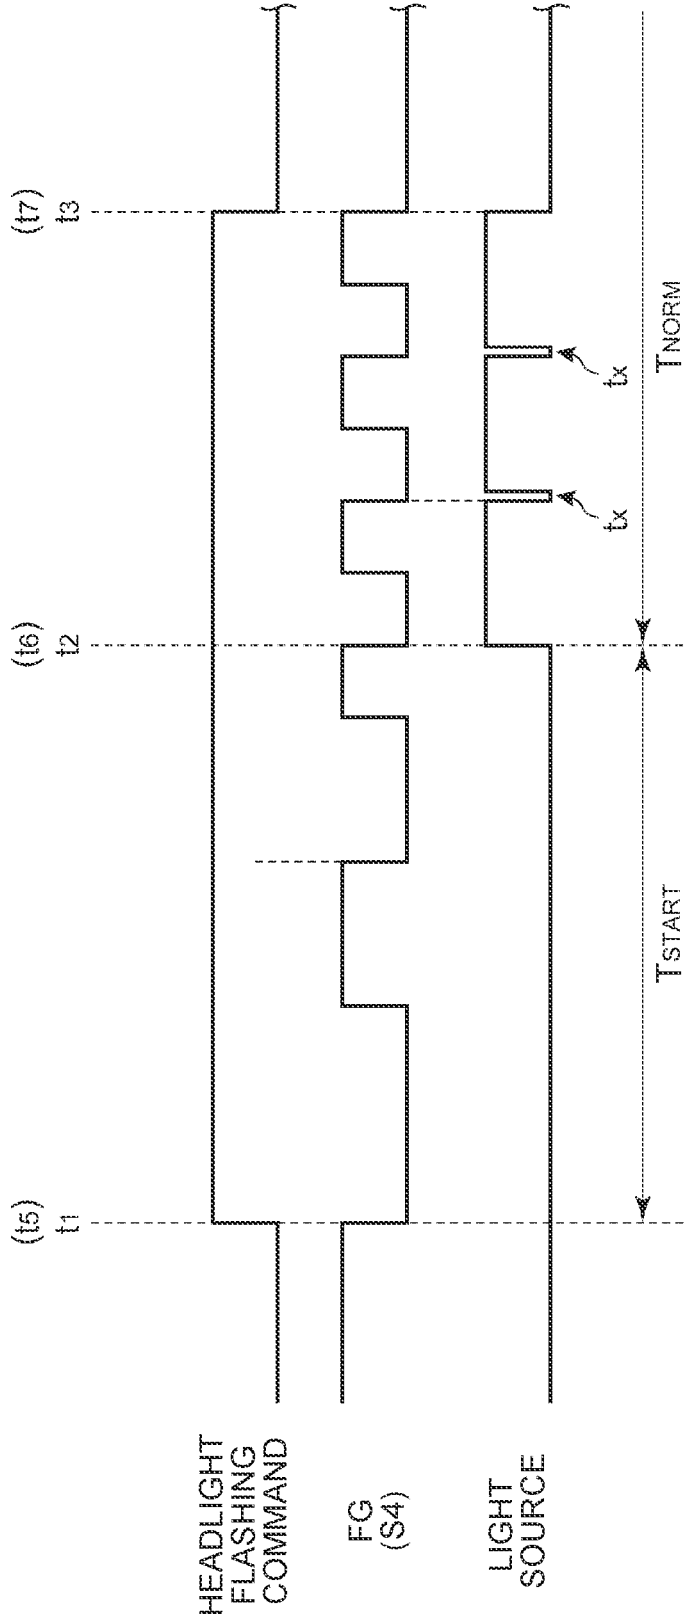 (t5)
t1
(t6)
t2
(t7)
t3
HEADLIGHT
FLASHING
COMMAND
FG
(S4)
LIGHT
SOURCE
tx
tx
TSTART
TNORM